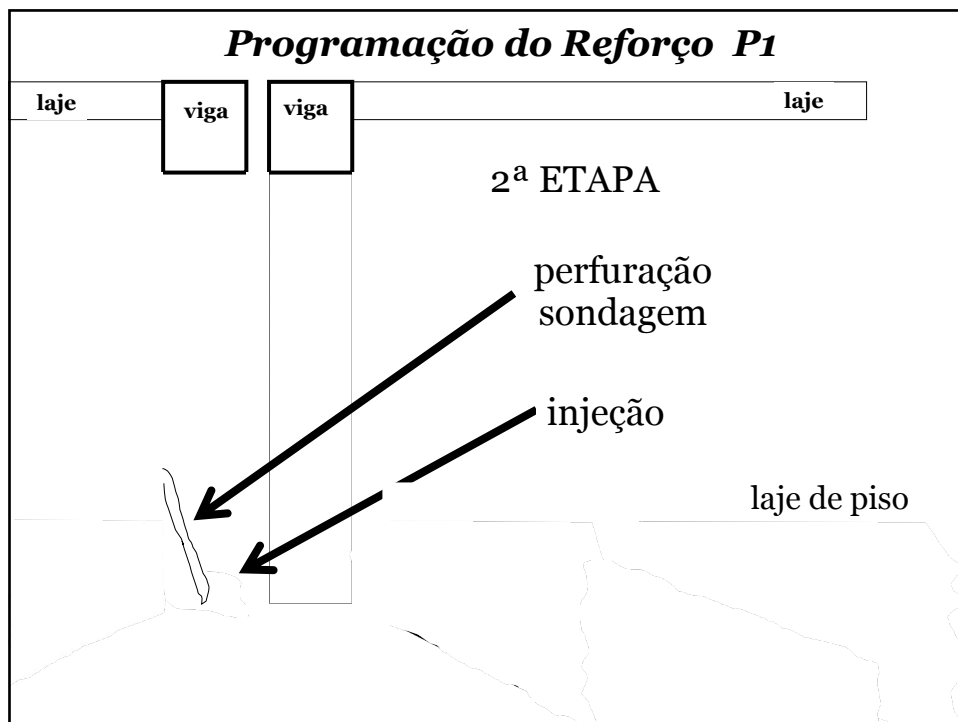 Programação do Reforço P1
laje
viga
viga
laje
2ª ETAPA
perfuração
sondagem
injeção
laje de piso